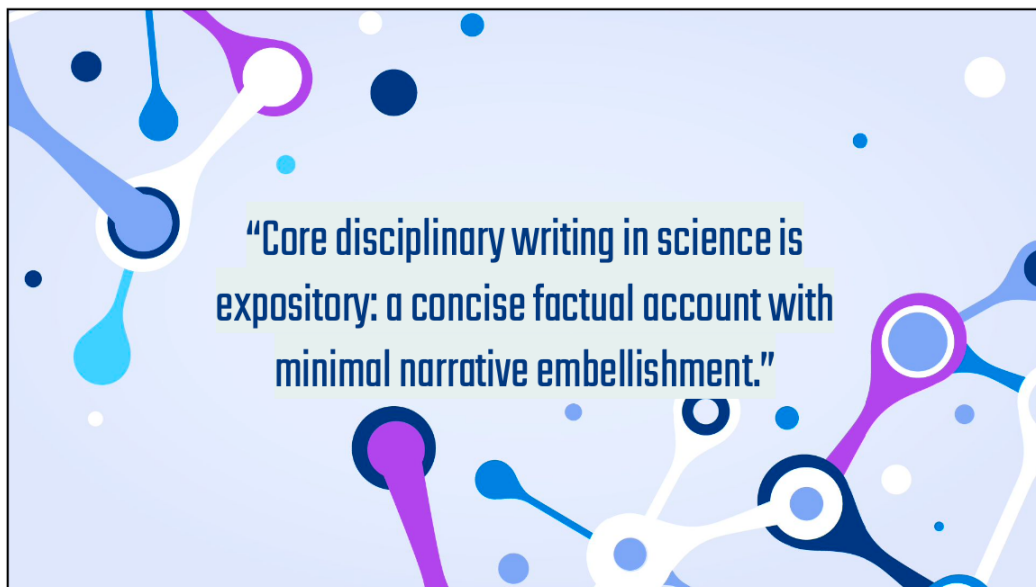 “Core disciplinary writing in science is
expository: a concise factual account with
minimal narrative embellishment.”